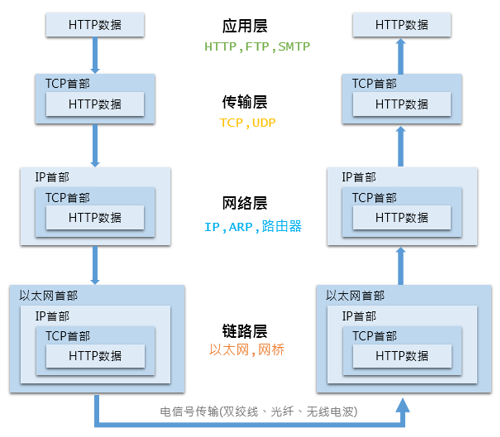 HTTP数据
应用层
HTTP数据
HTTP,FTP,SMTP
TCP首部
HTTP数据
传输层
TCP,UDP
TCP首部
HTTP数据
IP首部
TCP首部
HTTP数据
网络层
IP,ARP,路由器
IP首部
TCP首部
HTTP数据
以太网首部
IP首部
TCP首部
HTTP数据
链路层
以太网,网桥
以太网首部
IP首部
TCP首部
HTTP数据
电信号传输(双绞线、光纤、无线电波)